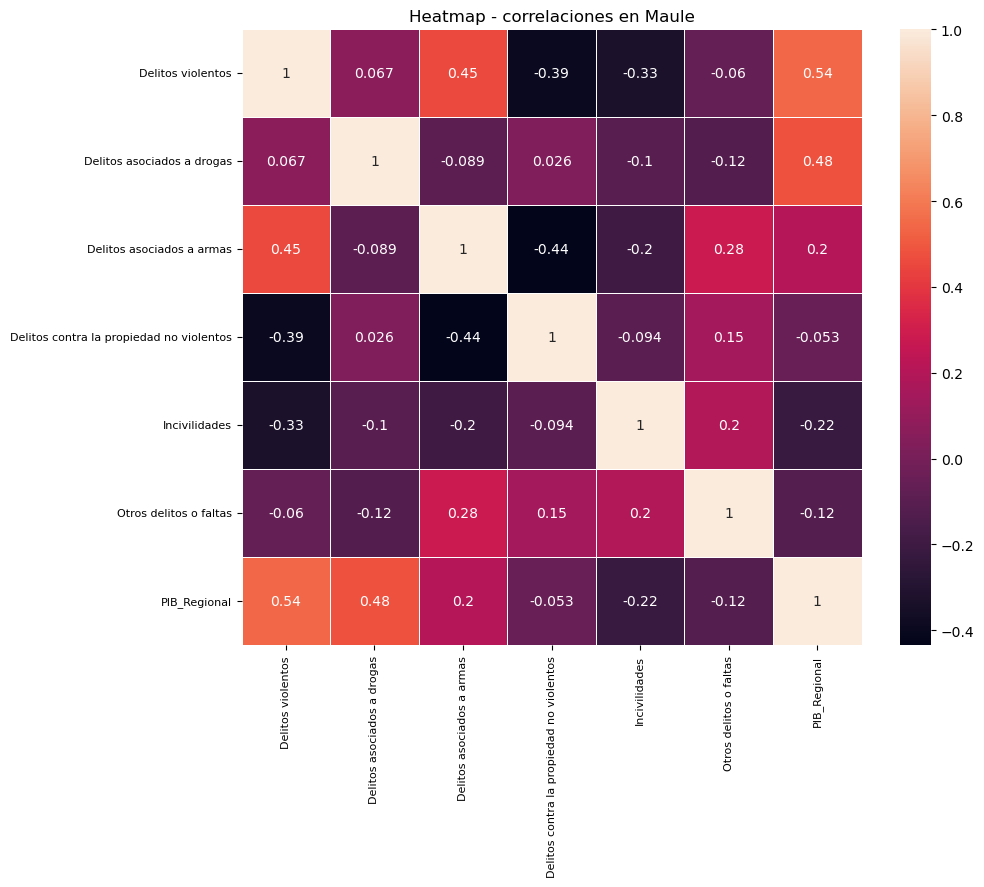 Heatmap - correlaciones en Maule
Delitos violentos
1 0.067 0.45 -0.39 -0.33 -0.06 0.54
Delitos asociados a drogas
0.067 1 -0.089 0.026 -0.1 -0.12 0.48
Delitos asociados a armas
0.45 -0.089 1 -0.44 -0.2 0.28 0.2
Delitos contra la propiedad no violentos
-0.39 0.026 -0.44 1 -0.094 0.15 -0.053
Incivilidades
-0.33 -0.1 -0.2 -0.094 1 0.2 -0.22
Otros delitos o faltas
-0.06 -0.12 0.28 0.15 0.2 1 -0.12
PIB_Regional
0.54 0.48 0.2 -0.053 -0.22 -0.12 1
Delitos violentos
Delitos asociados a drogas
Delitos asociados a armas
Delitos contra la propiedad no violentos
Incivilidades
Otros delitos o faltas
PIB_Regional
1.0
0.8
0.6
0.4
0.2
0.0
−0.2
−0.4